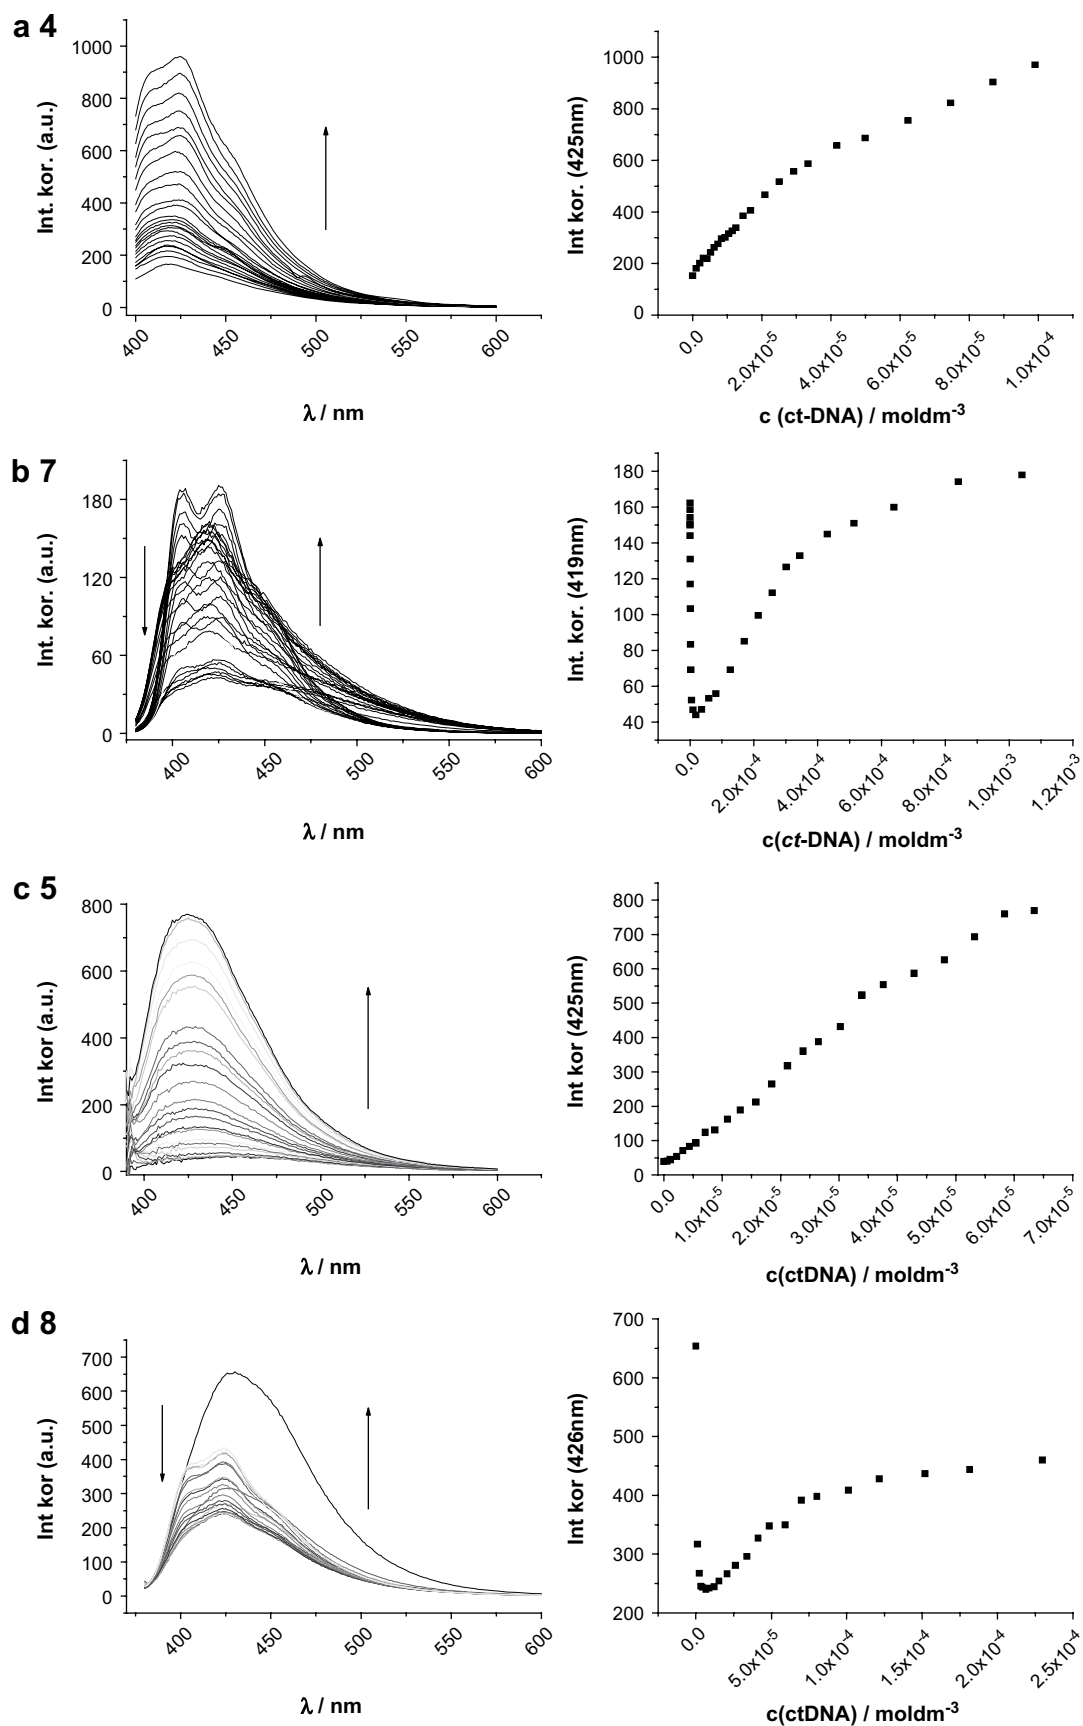 a 4
Int. kor. (a.u.)
1000
800
600
400
200
0
400
450
500
550
600
λ / nm
Int kor. (425nm)
1000
800
600
400
200
0
0.0
2.0x10-5
4.0x10-5
6.0x10-5
8.0x10-5
1.0x10-4
c (ct-DNA) / moldm-3
b 7
Int. kor. (a.u.)
180
120
60
0
400
450
500
550
600
λ / nm
Int. kor. (419nm)
180
160
140
120
100
80
60
40
0.0
2.0x10-4
4.0x10-4
6.0x10-4
8.0x10-4
1.0x10-3
1.2x10-3
c(ct-DNA) / moldm-3
c 5
Int kor (a.u.)
800
600
400
200
0
400
450
500
550
600
λ / nm
Int kor (425nm)
800
700
600
500
400
300
200
100
0
0.0
1.0x10-5
2.0x10-5
3.0x10-5
4.0x10-5
5.0x10-5
6.0x10-5
7.0x10-5
c(ctDNA) / moldm-3
d 8
Int kor (a.u.)
700
600
500
400
300
200
100
0
400
450
500
550
600
λ / nm
Int kor (426nm)
700
600
500
400
300
200
0.0
5.0x10-5
1.0x10-4
1.5x10-4
2.0x10-4
2.5x10-4
c(ctDNA) / moldm-3